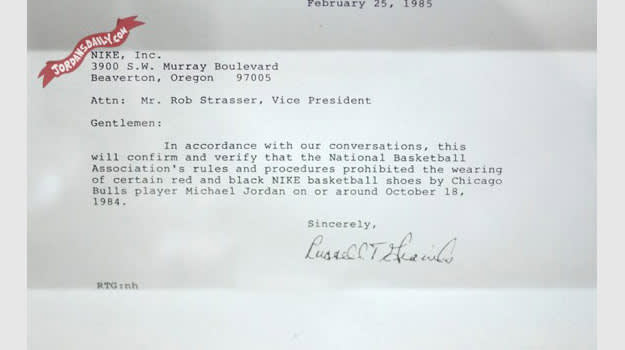 February 25, 1985
JORDANSDAILY.COM
NIKE, Inc.
3900 S.W. Murray Boulevard
Beaverton, Oregon 97005
Attn: Mr. Rob Strasser, Vice President
Gentlemen:
In accordance with our conversations, this
will confirm and verify that the National Basketball
Association's rules and procedures prohibited the wearing
of certain red and black NIKE basketball shoes by Chicago
Bulls player Michael Jordan on or around October 18,
1984.
Sincerely,
Russell T. Granik
RTG:nh